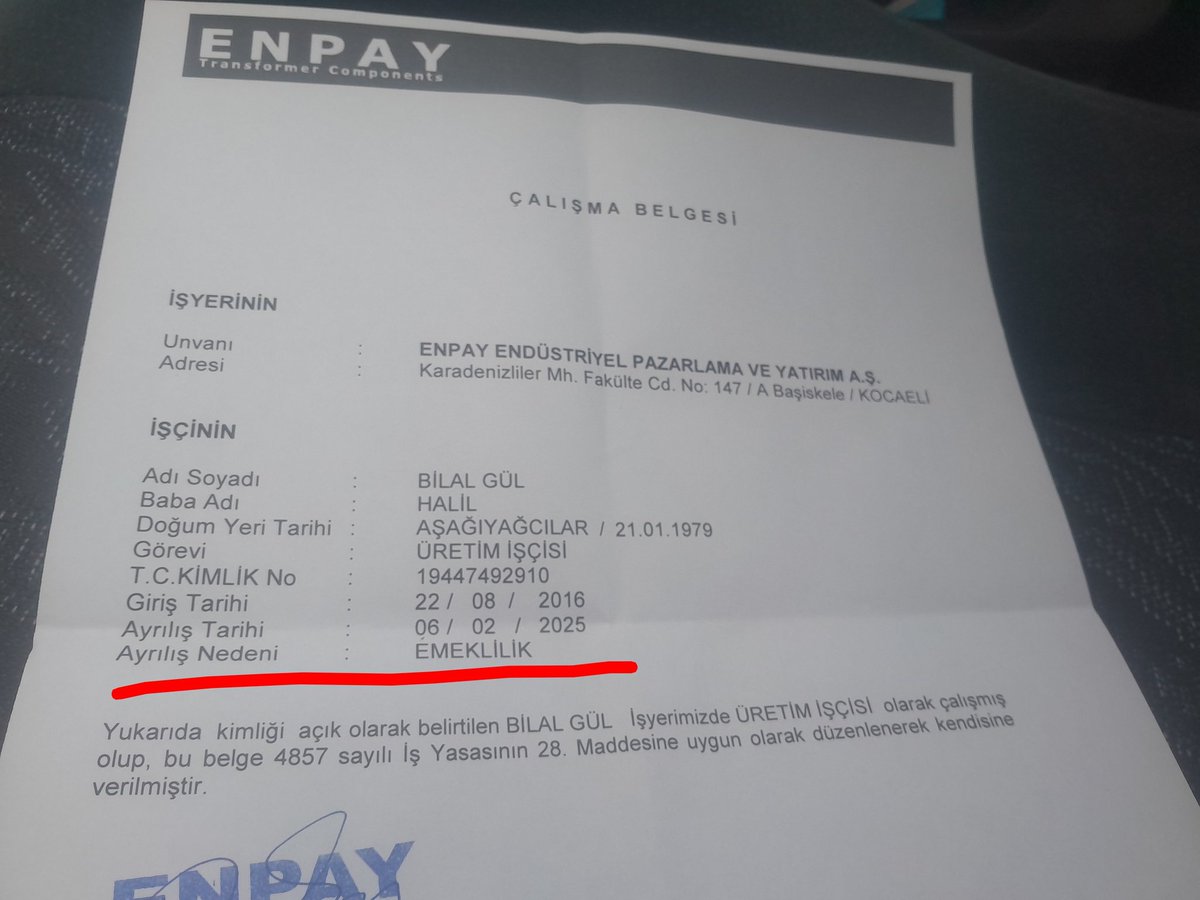 ENPAY
Transformer Components
ÇALIŞMA BELGESİ
İŞYERİNİN
Unvanı : ENPAY ENDÜSTRİYEL PAZARLAMA VE YATIRIM A.Ş.
Adresi : Karadenizliler Mh. Fakülte Cd. No: 147 / A Başiskele / KOCAELİ
İŞÇİNİN
Adı Soyadı : BİLAL GÜL
Baba Adı : HALİL
Doğum Yeri Tarihi : AŞAĞIYAĞCILAR / 21.01.1979
Görevi : ÜRETİM İŞÇİSİ
T.C.KİMLİK No : 19447492910
Giriş Tarihi : 22 / 08 / 2016
Ayrılış Tarihi : 06 / 02 / 2025
Ayrılış Nedeni : EMEKLİLİK
Yukarıda kimliği açık olarak belirtilen BİLAL GÜL İşyerimizde ÜRETİM İŞÇİSİ olarak çalışmış
olup, bu belge 4857 sayılı İş Yasasının 28. Maddesine uygun olarak düzenlenerek kendisine
verilmiştir.
ENPAY